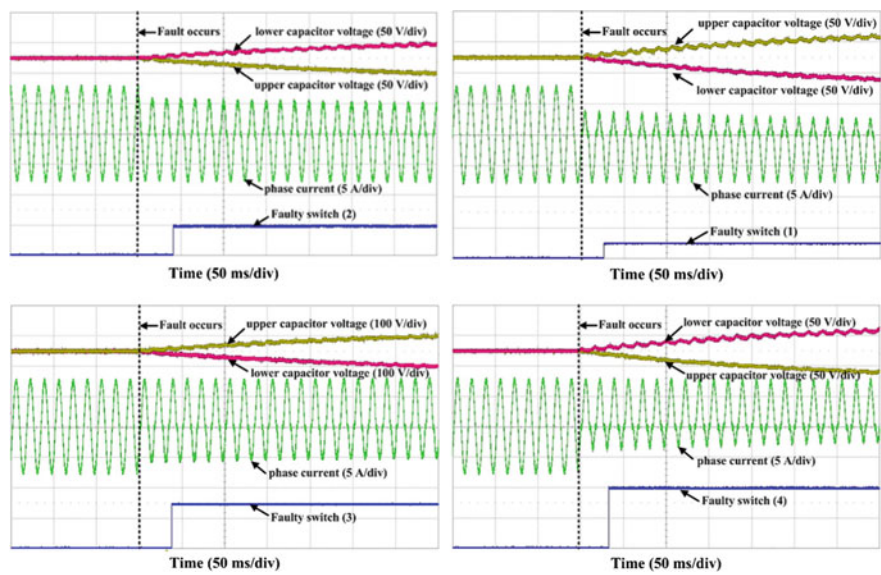 Fault occurs
lower capacitor voltage (50 V/div)
upper capacitor voltage (50 V/div)
phase current (5 A/div)
Faulty switch (2)
Time (50 ms/div)
upper capacitor voltage (50 V/div)
Fault occurs
lower capacitor voltage (50 V/div)
phase current (5 A/div)
Faulty switch (1)
Time (50 ms/div)
Fault occurs
upper capacitor voltage (100 V/div)
lower capacitor voltage (100 V/div)
phase current (5 A/div)
Faulty switch (3)
Time (50 ms/div)
Fault occurs
lower capacitor voltage (50 V/div)
upper capacitor voltage (50 V/div)
phase current (5 A/div)
Faulty switch (4)
Time (50 ms/div)